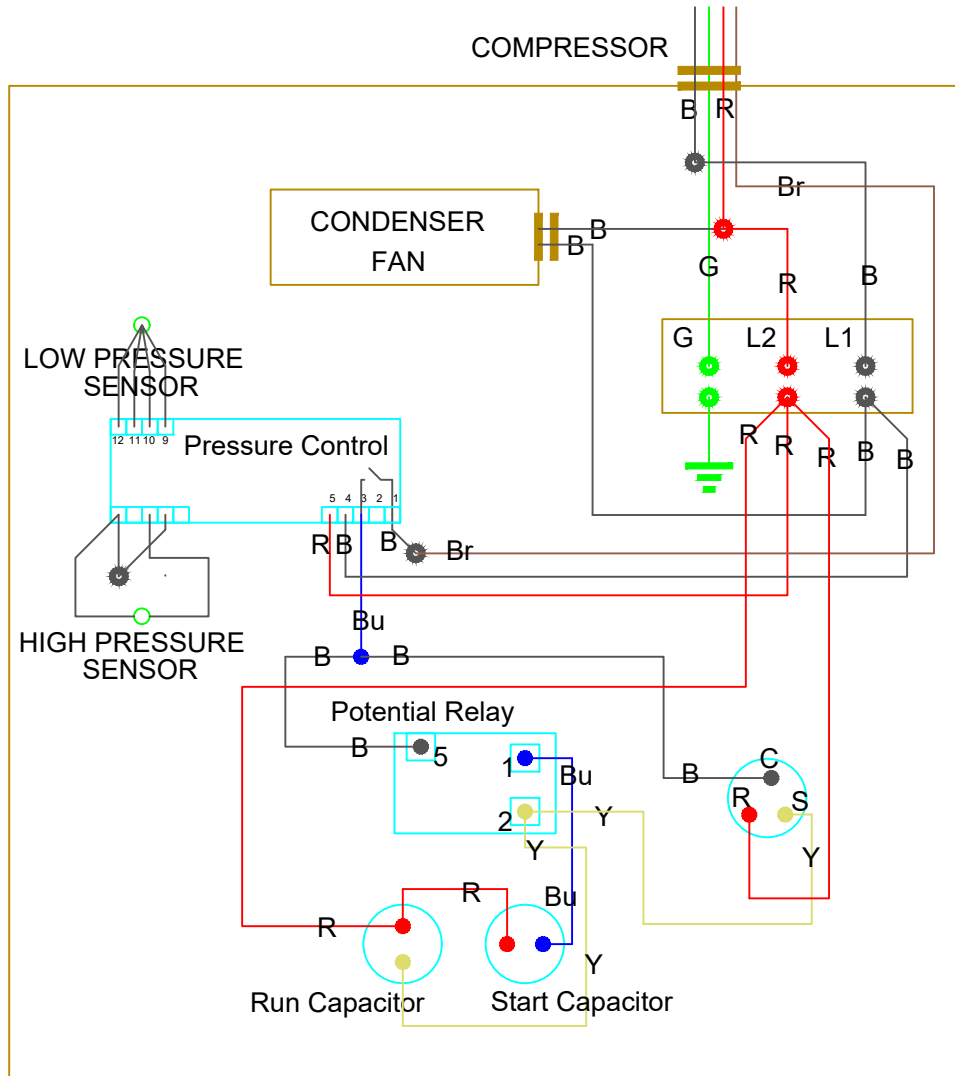 COMPRESSOR
B
R
Br
CONDENSER
FAN
B
B
G
R
B
G
L2
L1
LOW PRESSURE
SENSOR
12
11
10
9
Pressure Control
R
R
R
B
B
5
4
3
2
1
R
B
B
Br
Bu
HIGH PRESSURE
SENSOR
B
B
Potential Relay
B
5
1
Bu
B
C
R
S
2
Y
Y
Y
R
Bu
R
Y
Run Capacitor
Start Capacitor